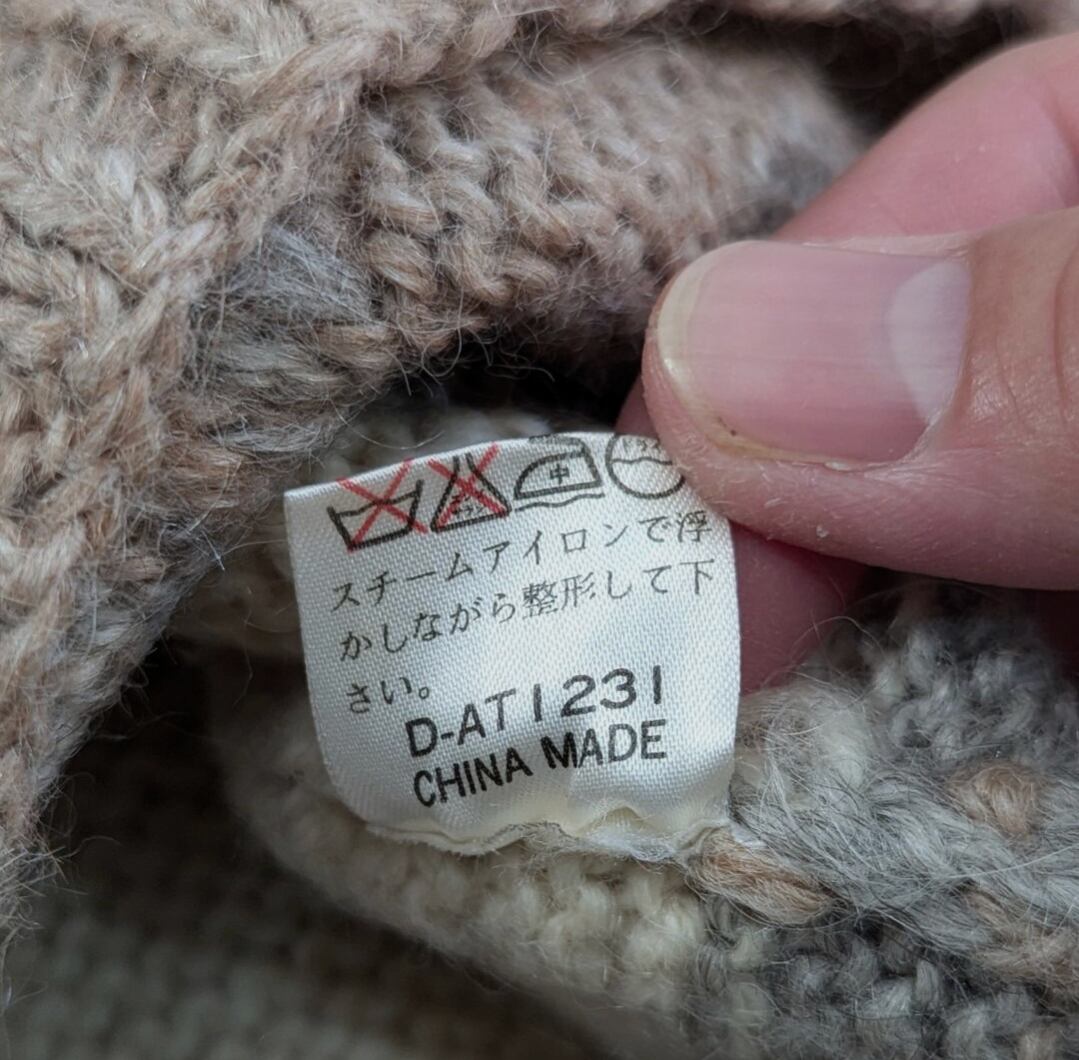 中
スチームアイロンで浮
かしながら整形して下
さい。
D-AT1231
CHINA MADE